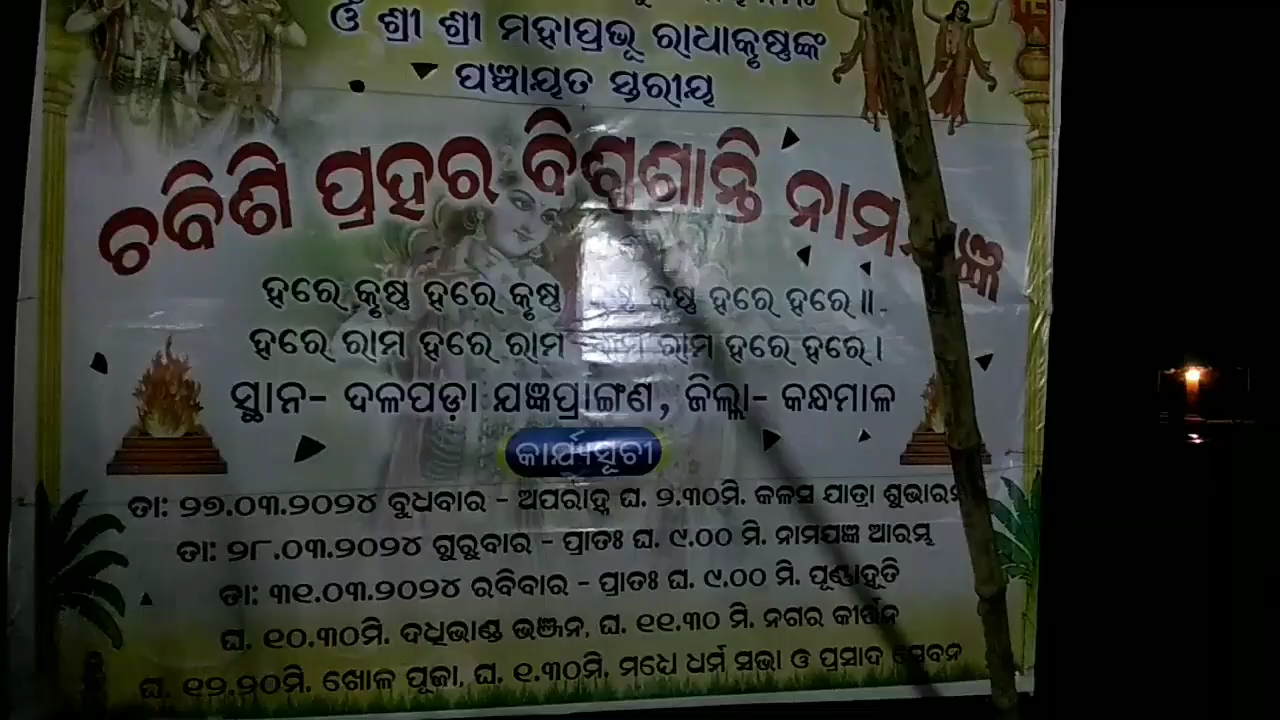 ଓଁ ଶ୍ରୀ ଶ୍ରୀ ମହାପ୍ରଭୂ ରାଧାକୃଷ୍ଣଙ୍କ
ପଞ୍ଚାୟତ ସ୍ତରୀୟ
ଚବିଶି ପ୍ରହର ବିଶ୍ୱଶାନ୍ତି
ହରେ କୃଷ୍ଣ ହରେ କୃଷ୍ଣ କୃଷ୍ଣ ହରେ ହରେ॥
ହରେ ରାମ ହରେ ରାମ ରାମ ହରେ ହରେ।
ସ୍ଥାନ- ଦଳପଡ଼ା ଯଜ୍ଞପ୍ରାଙ୍ଗଣ, ଜିଲ୍ଲା- କନ୍ଧମାଳ
କାର୍ଯ୍ୟସୂଚୀ
ତା: ୨୭.୦୩.୨୦୨୪ ବୁଧବାର - ଅପରାହ୍ନ ଘ. ୨.୩୦ମି. କଳସ ଯାତ୍ରା
ତା: ୨୮.୦୩.୨୦୨୪ ଗୁରୁବାର - ପ୍ରାତଃ ଘ. ୯.୦୦ ମି. ନାମଯଜ୍ଞ ଆରମ୍ଭ
ତା: ୩୧.୦୩.୨୦୨୪ ରବିବାର - ପ୍ରାତଃ ଘ. ୯.୦୦ ମି. ପୂର୍ଣ୍ଣାହୂତି
ଘ. ୧୦.୩୦ମି. ଦଧିଭାଣ୍ଡ ଭଞ୍ଜନ, ଘ. ୧୧.୩୦ ମି. ନଗର କୀର୍ତ୍ତନ
ଘ. ୧୨.୨୦ମି. ଖୋଳ ପୂଜା, ଘ. ୧.୩୦ମି. ମଧ୍ୟେ ଧର୍ମ ସଭା ଓ ପ୍ରସାଦ